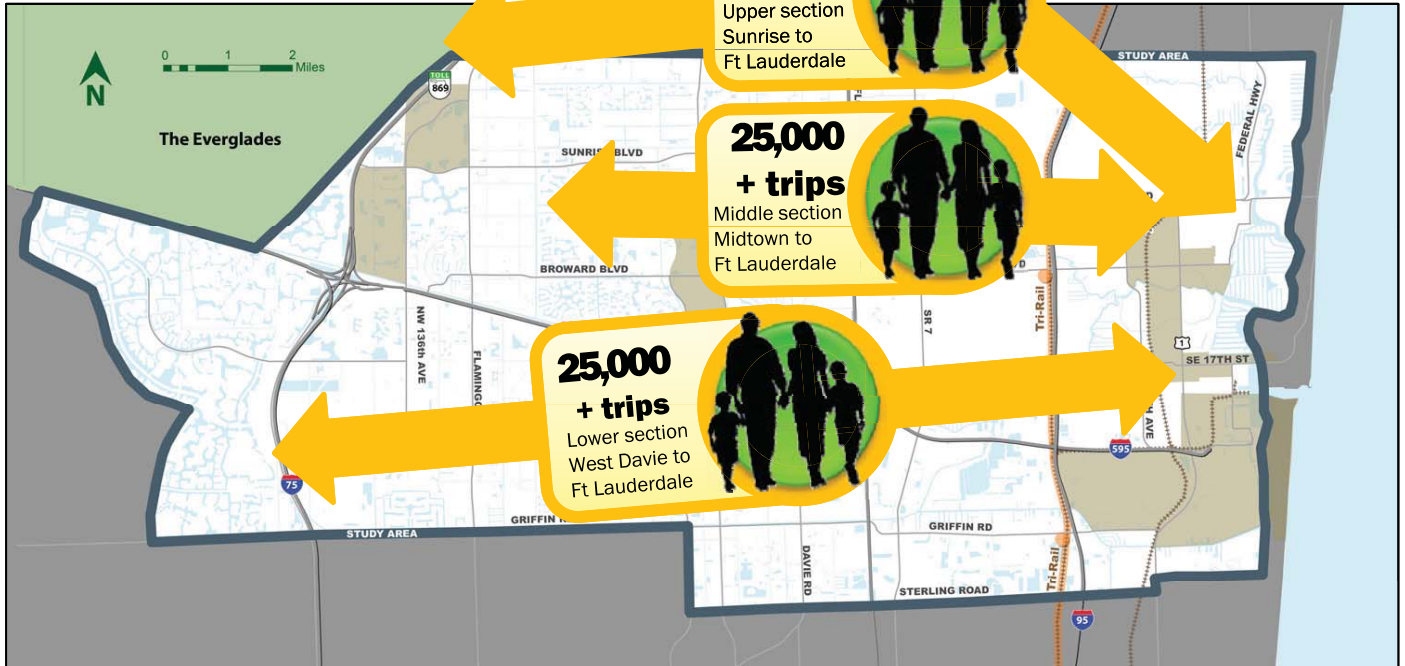 Upper section
Sunrise to
Ft Lauderdale
STUDY AREA
0 1 2
Miles
N
TOLL
869
FEDERAL HWY
The Everglades
25,000
+ trips
Middle section
Midtown to
Ft Lauderdale
SUNRISE BLVD
BROWARD BLVD
Tri-Rail
NW 136th AVE
SR 7
1
SE 17TH ST
25,000
+ trips
Lower section
West Davie to
Ft Lauderdale
AVE
595
75
GRIFFIN
GRIFFIN RD
STUDY AREA
DAVIE RD
Tri-Rail
STERLING ROAD
95